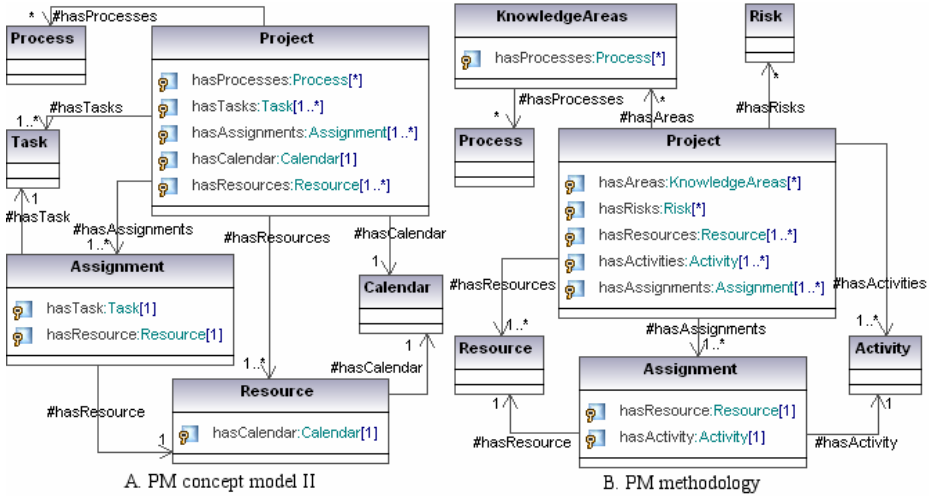 #hasProcesses
*
Process
Project
hasProcesses:Process[*]
hasTasks:Task[1..*]
hasAssignments:Assignment[1..*]
hasCalendar:Calendar[1]
hasResources:Resource[1..*]
#hasTasks
1..*
Task
1
#hasTask
#hasAssignments
1..*
#hasResources
#hasCalendar
1
Assignment
hasTask:Task[1]
hasResource:Resource[1]
Calendar
1
#hasCalendar
1..*
#hasResource
1
Resource
hasCalendar:Calendar[1]
A. PM concept model II
KnowledgeAreas
hasProcesses:Process[*]
Risk
*
#hasRisks
#hasProcesses
*
*
#hasAreas
Process
Project
hasAreas:KnowledgeAreas[*]
hasRisks:Risk[*]
hasResources:Resource[1..*]
hasActivities:Activity[1..*]
hasAssignments:Assignment[1..*]
#hasResources
#hasActivities
1..*
#hasAssignments
1..*
1..*
Resource
Activity
1
1
Assignment
hasResource:Resource[1]
hasActivity:Activity[1]
#hasResource
#hasActivity
B. PM methodology